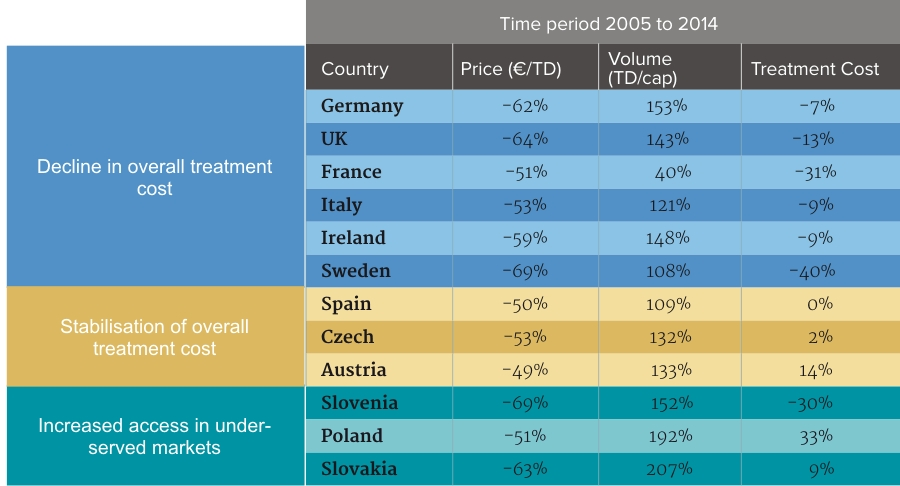 Time period 2005 to 2014
Country Price (€/TD) Volume (TD/cap) Treatment Cost
Decline in overall treatment cost
Germany -62% 153% -7%
UK -64% 143% -13%
France -51% 40% -31%
Italy -53% 121% -9%
Ireland -59% 148% -9%
Sweden -69% 108% -40%
Stabilisation of overall treatment cost
Spain -50% 109% 0%
Czech -53% 132% 2%
Austria -49% 133% 14%
Increased access in under-served markets
Slovenia -69% 152% -30%
Poland -51% 192% 33%
Slovakia -63% 207% 9%